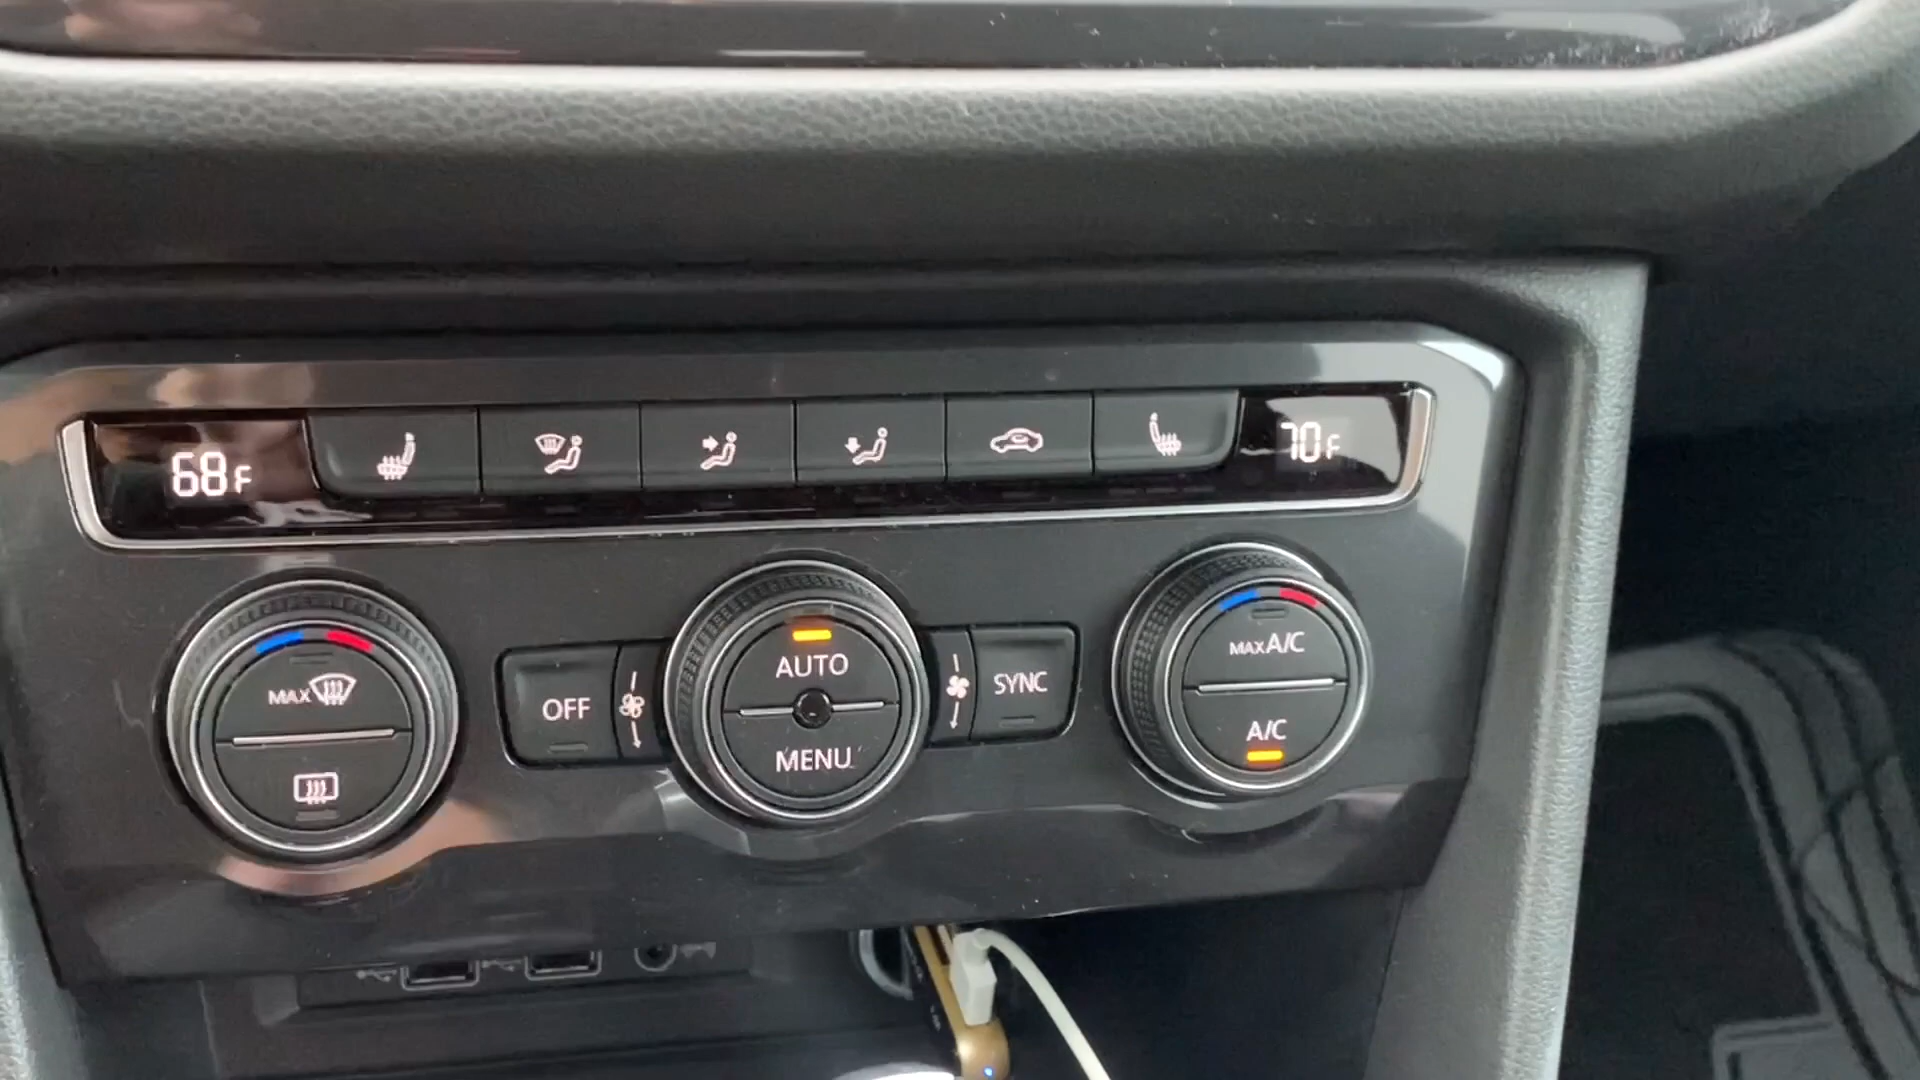 68F
70F
MAX
OFF
AUTO
MENU
SYNC
MAX A/C
A/C